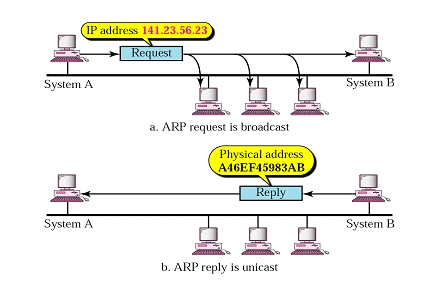 IP address 141.23.56.23
Request
System A
System B
a. ARP request is broadcast
Physical address
A46EF45983AB
Reply
System A
System B
b. ARP reply is unicast